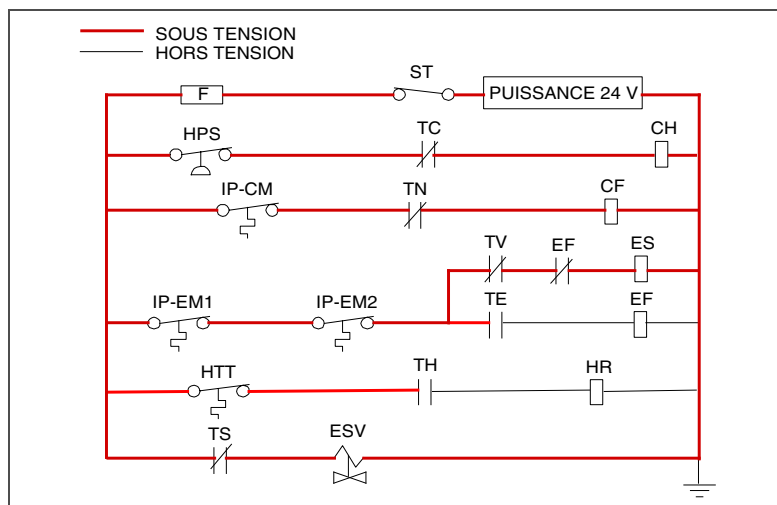 SOUS TENSION
HORS TENSION
ST
F
PUISSANCE 24 V
HPS
TC
CH
IP-CM
TN
CF
TV
EF
ES
IP-EM1
IP-EM2
TE
EF
HTT
TH
HR
TS
ESV